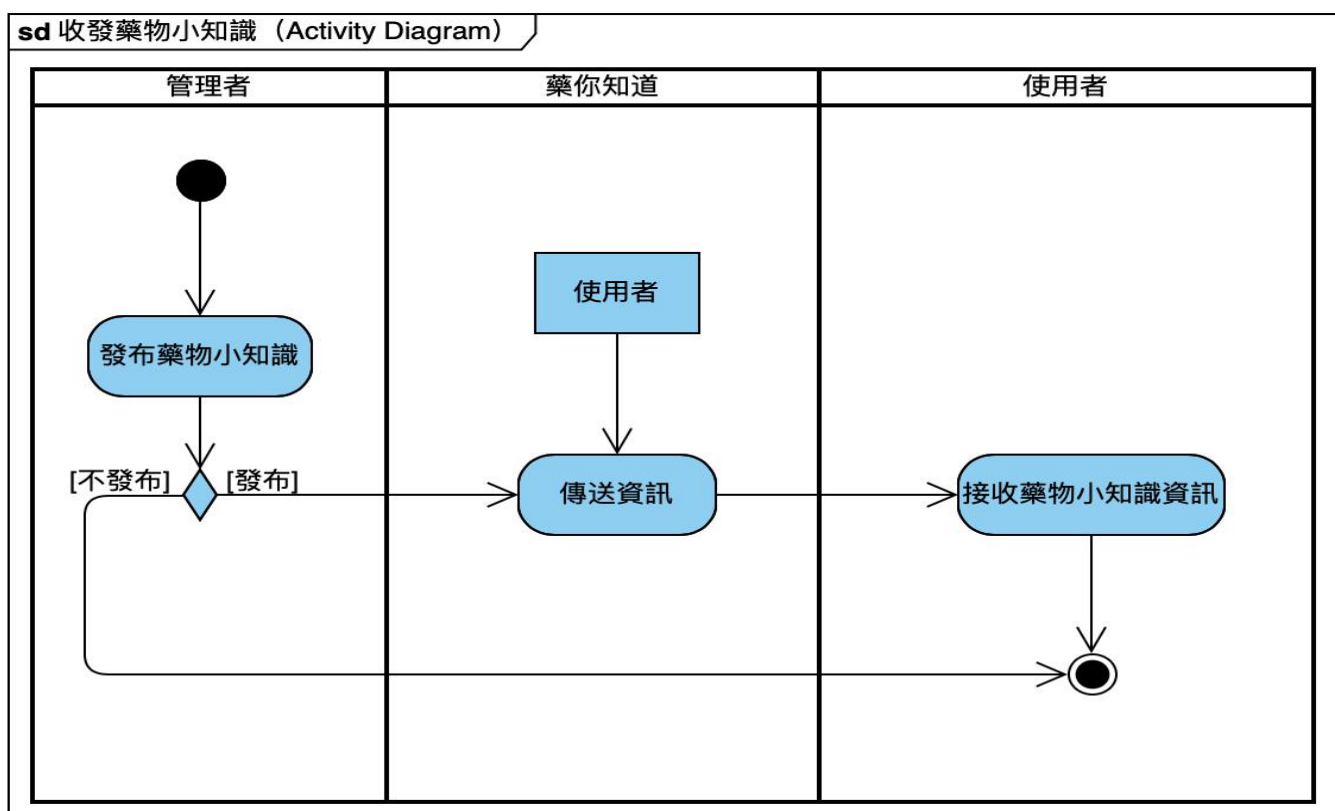 sd 收發藥物小知識（Activity Diagram）
管理者
藥你知道
使用者
使用者
發布藥物小知識
[不發布]
[發布]
傳送資訊
接收藥物小知識資訊